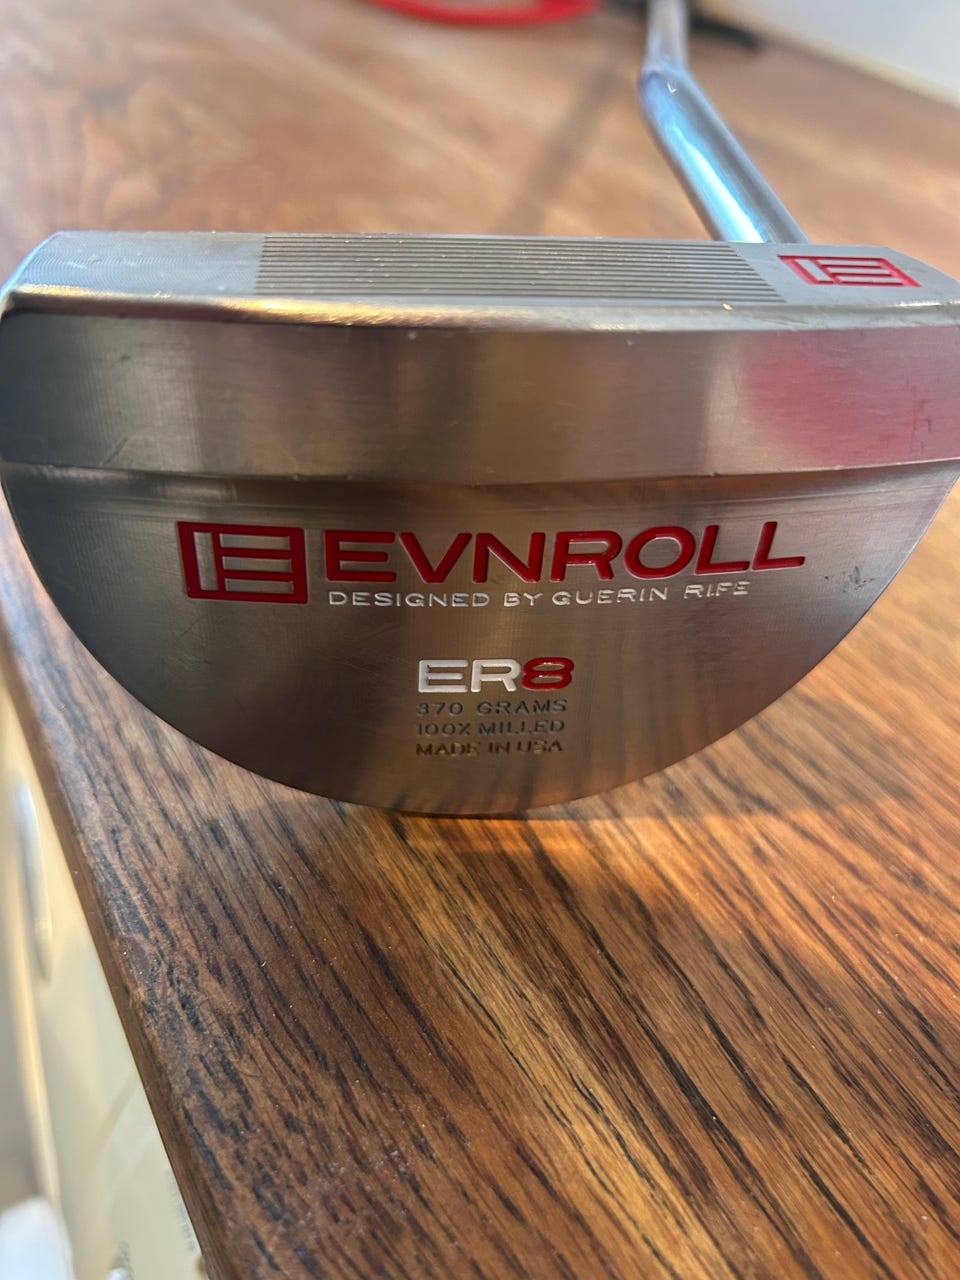 EVNROLL
DESIGNED BY GUERIN RIFE
ER8
370 GRAMS
100% MILLED
MADE IN USA